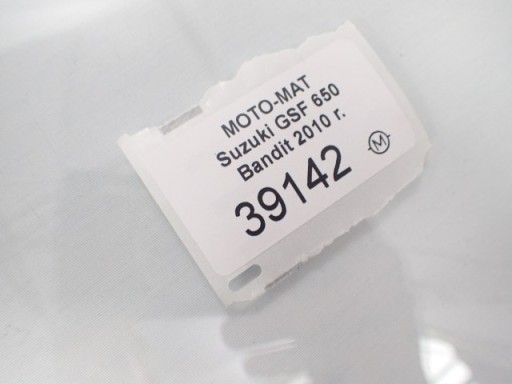 MOTO-MAT
Suzuki GSF 650
Bandit 2010 r.
39142
M